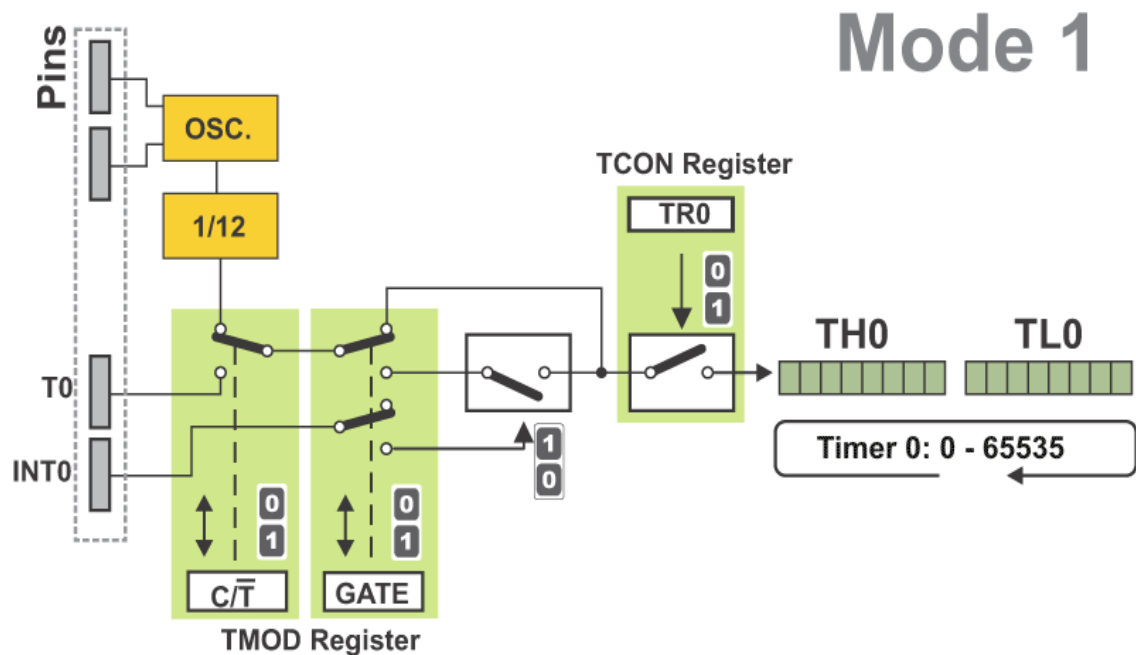 Mode 1
Pins
OSC.
1/12
TCON Register
TR0
0
1
TH0 TL0
T0
INT0
1
0
Timer 0: 0 - 65535
0
1
0
1
C/T̅
GATE
TMOD Register